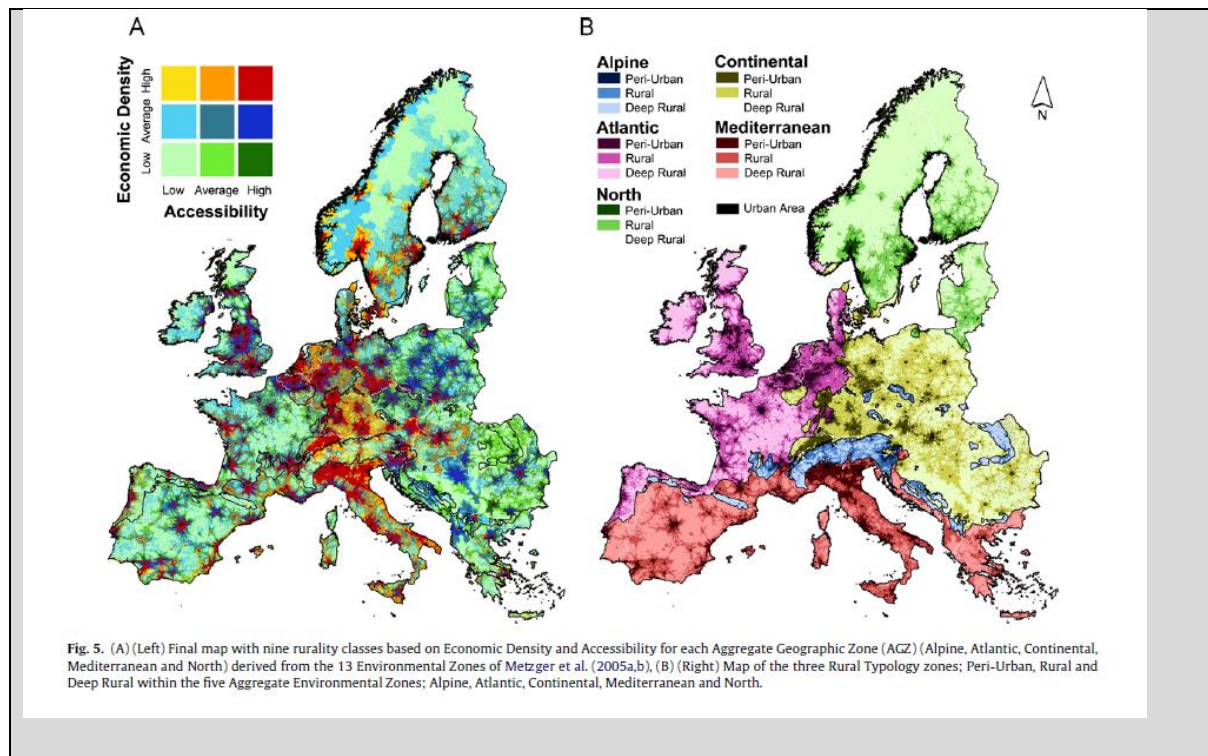 A
B
Economic Density
High
Average
Low
Low Average High
Accessibility
Alpine
Peri-Urban
Rural
Deep Rural
Atlantic
Peri-Urban
Rural
Deep Rural
North
Peri-Urban
Rural
Deep Rural
Continental
Peri-Urban
Rural
Deep Rural
Mediterranean
Peri-Urban
Rural
Deep Rural
Urban Area
N
Fig. 5. (A) (Left) Final map with nine rurality classes based on Economic Density and Accessibility for each Aggregate Geographic Zone (AGZ) (Alpine, Atlantic, Continental,
Mediterranean and North) derived from the 13 Environmental Zones of Metzger et al. (2005a,b), (B) (Right) Map of the three Rural Typology zones; Peri-Urban, Rural and
Deep Rural within the five Aggregate Environmental Zones; Alpine, Atlantic, Continental, Mediterranean and North.